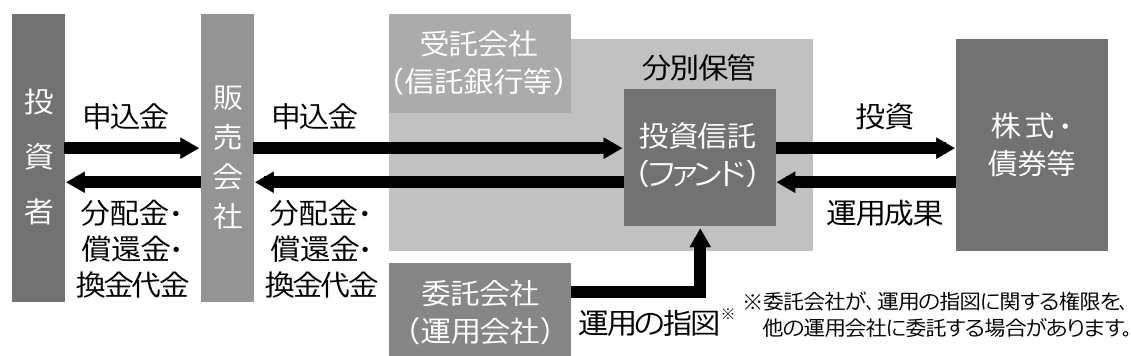 投資者
申込金
分配金・
償還金・
換金代金
販売会社
申込金
分配金・
償還金・
換金代金
受託会社
（信託銀行等）
分別保管
投資信託
（ファンド）
投資
運用成果
株式・
債券等
委託会社
（運用会社）
運用の指図※
※委託会社が、運用の指図に関する権限を、
他の運用会社に委託する場合があります。